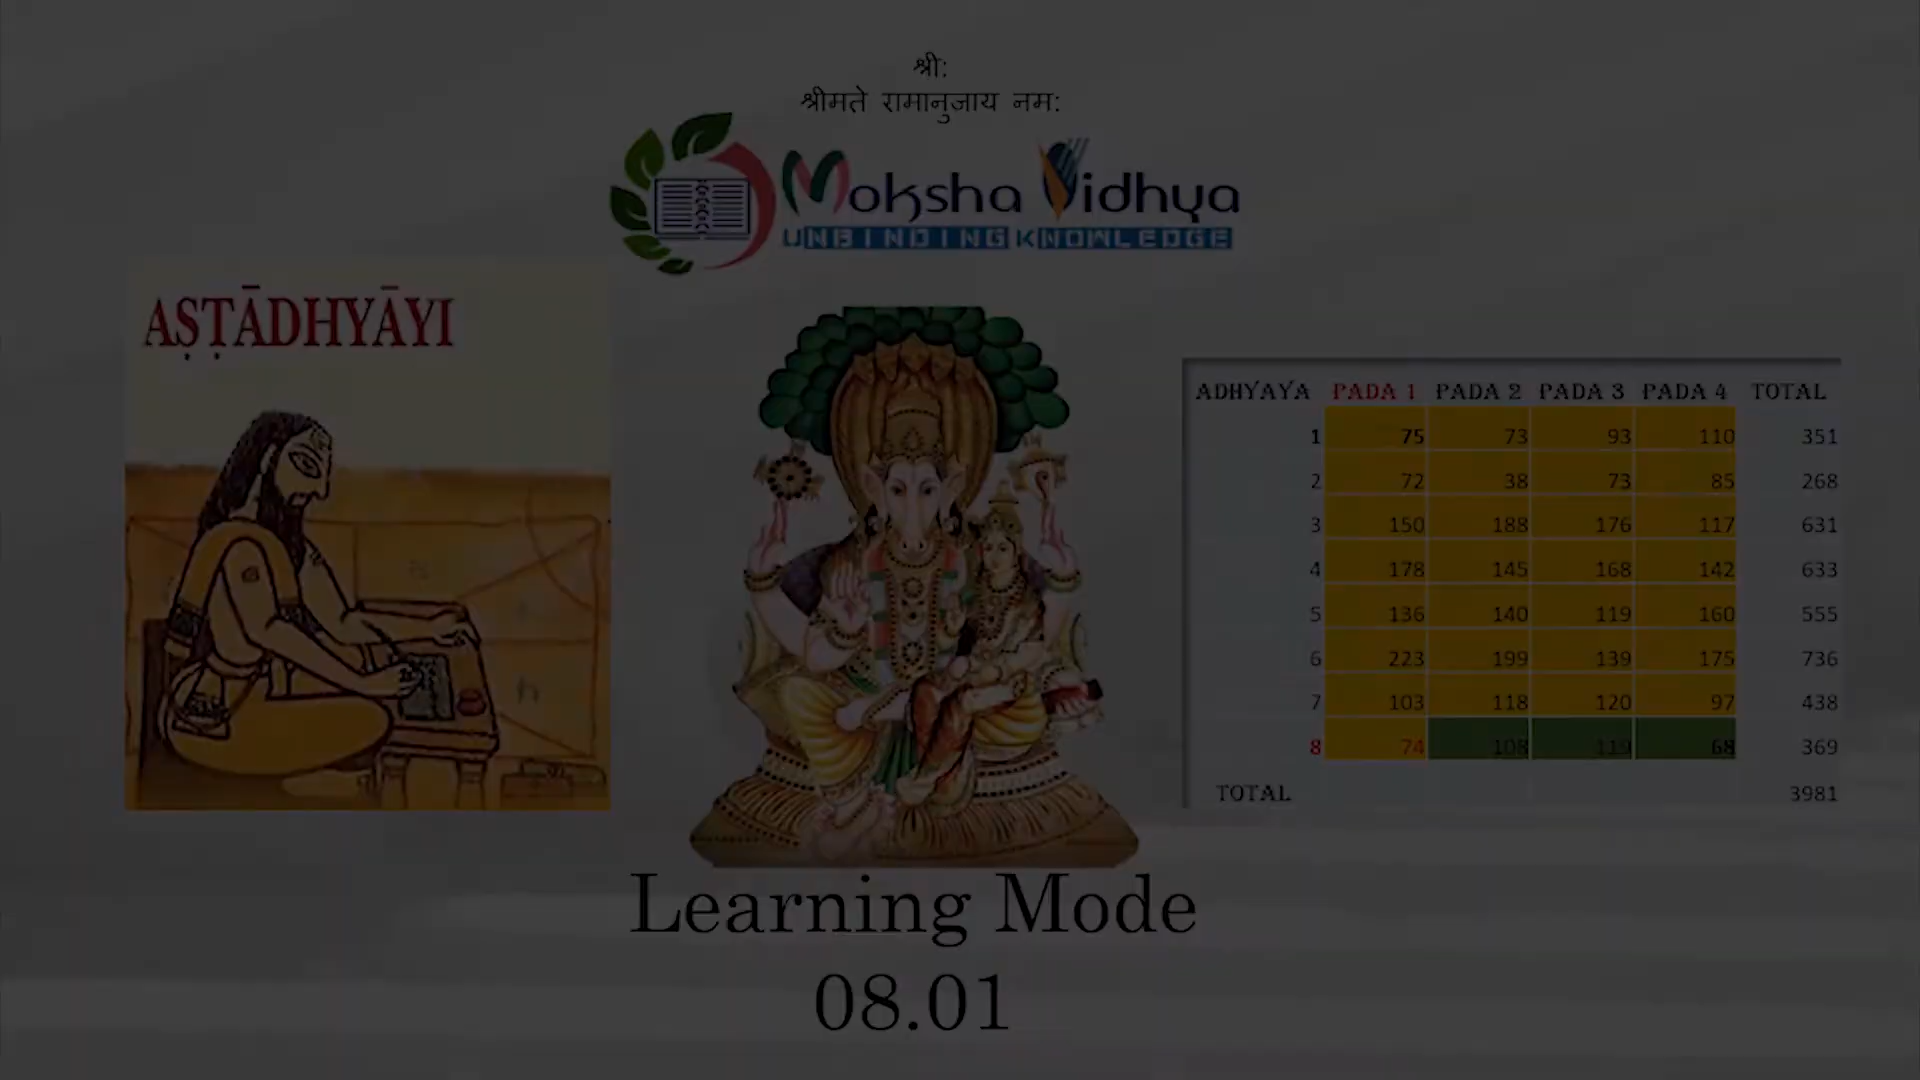 श्री:
श्रीमते रामानुजाय नम:
Moksha Vidhya
UNBINDING KNOWLEDGE
AṢṬĀDHYĀYI
ADHYAYA PADA 1 PADA 2 PADA 3 PADA 4 TOTAL
1 75 73 93 110 351
2 72 38 73 85 268
3 150 188 176 117 631
4 178 145 168 142 633
5 136 140 119 160 555
6 223 199 139 175 736
7 103 118 120 97 438
8 74 108 119 68 369
TOTAL 3981
Learning Mode
08.01